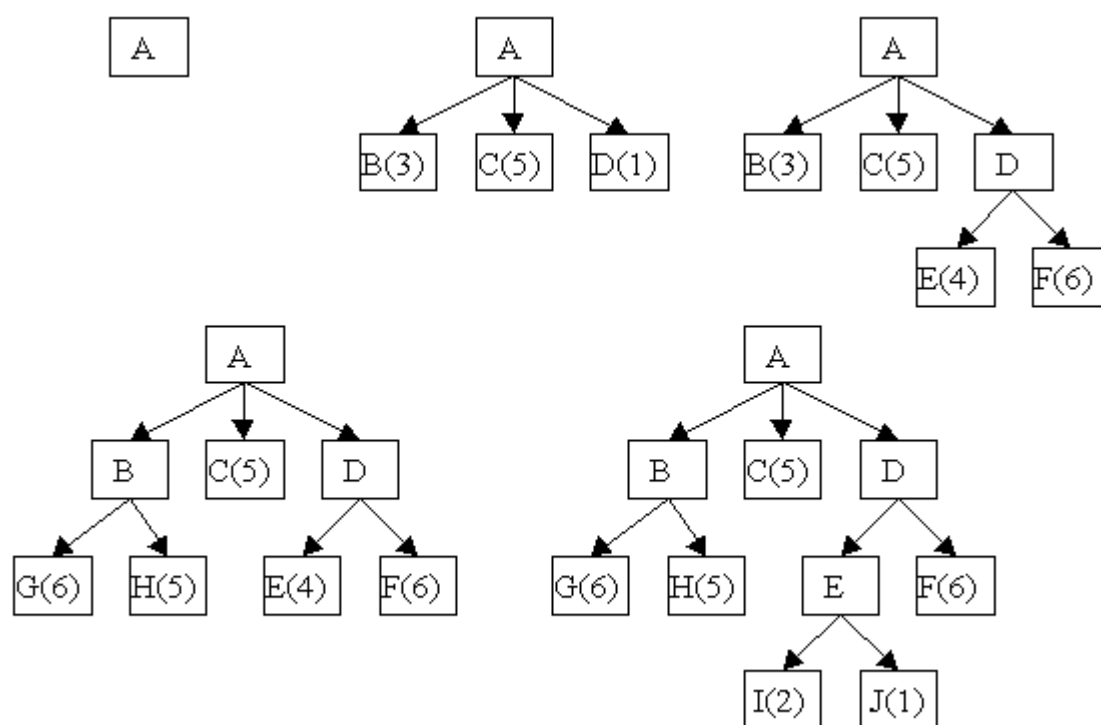 A A A
B(3) C(5) D(1) B(3) C(5) D
E(4) F(6)
A A
B C(5) D B C(5) D
G(6) H(5) E(4) F(6) G(6) H(5) E F(6)
I(2) J(1)